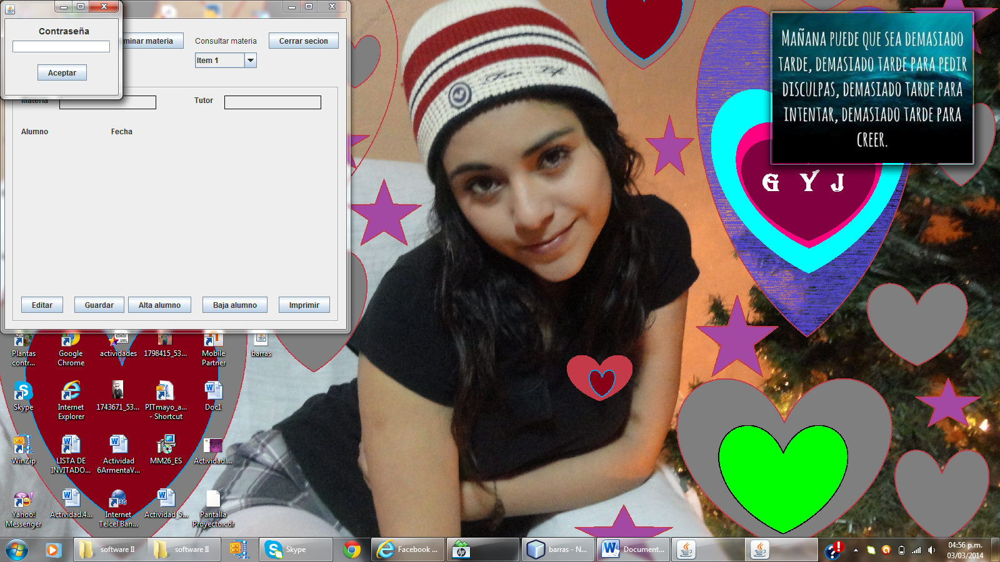 Contraseña
Aceptar
minar materia
Consultar materia
Cerrar secion
Item 1
Materia
Tutor
Alumno
Fecha
Editar
Guardar
Alta alumno
Baja alumno
Imprimir
Mañana puede que sea demasiado
tarde, demasiado tarde para pedir
disculpas, demasiado tarde para
intentar, demasiado tarde para
creer.
G Y J
Plantas
contr...
Google
Chrome
actividades
1798415_53...
Mobile
Partner
barras
Skype
Internet
Explorer
1743671_53...
PITmayo_a...
- Shortcut
Doc1
WinZip
LISTA DE
INVITADO...
Actividad
6ArmentaV...
MM26_ES
Actividad....
Yahoo!
Messenger
Actividad.4...
Internet
Telcel Ban...
Actividad_5...
Pantalla
Proyecto.cdr
software II
software II
Skype
Facebook ...
barras - N...
Document...
04:56 p.m.
03/03/2014